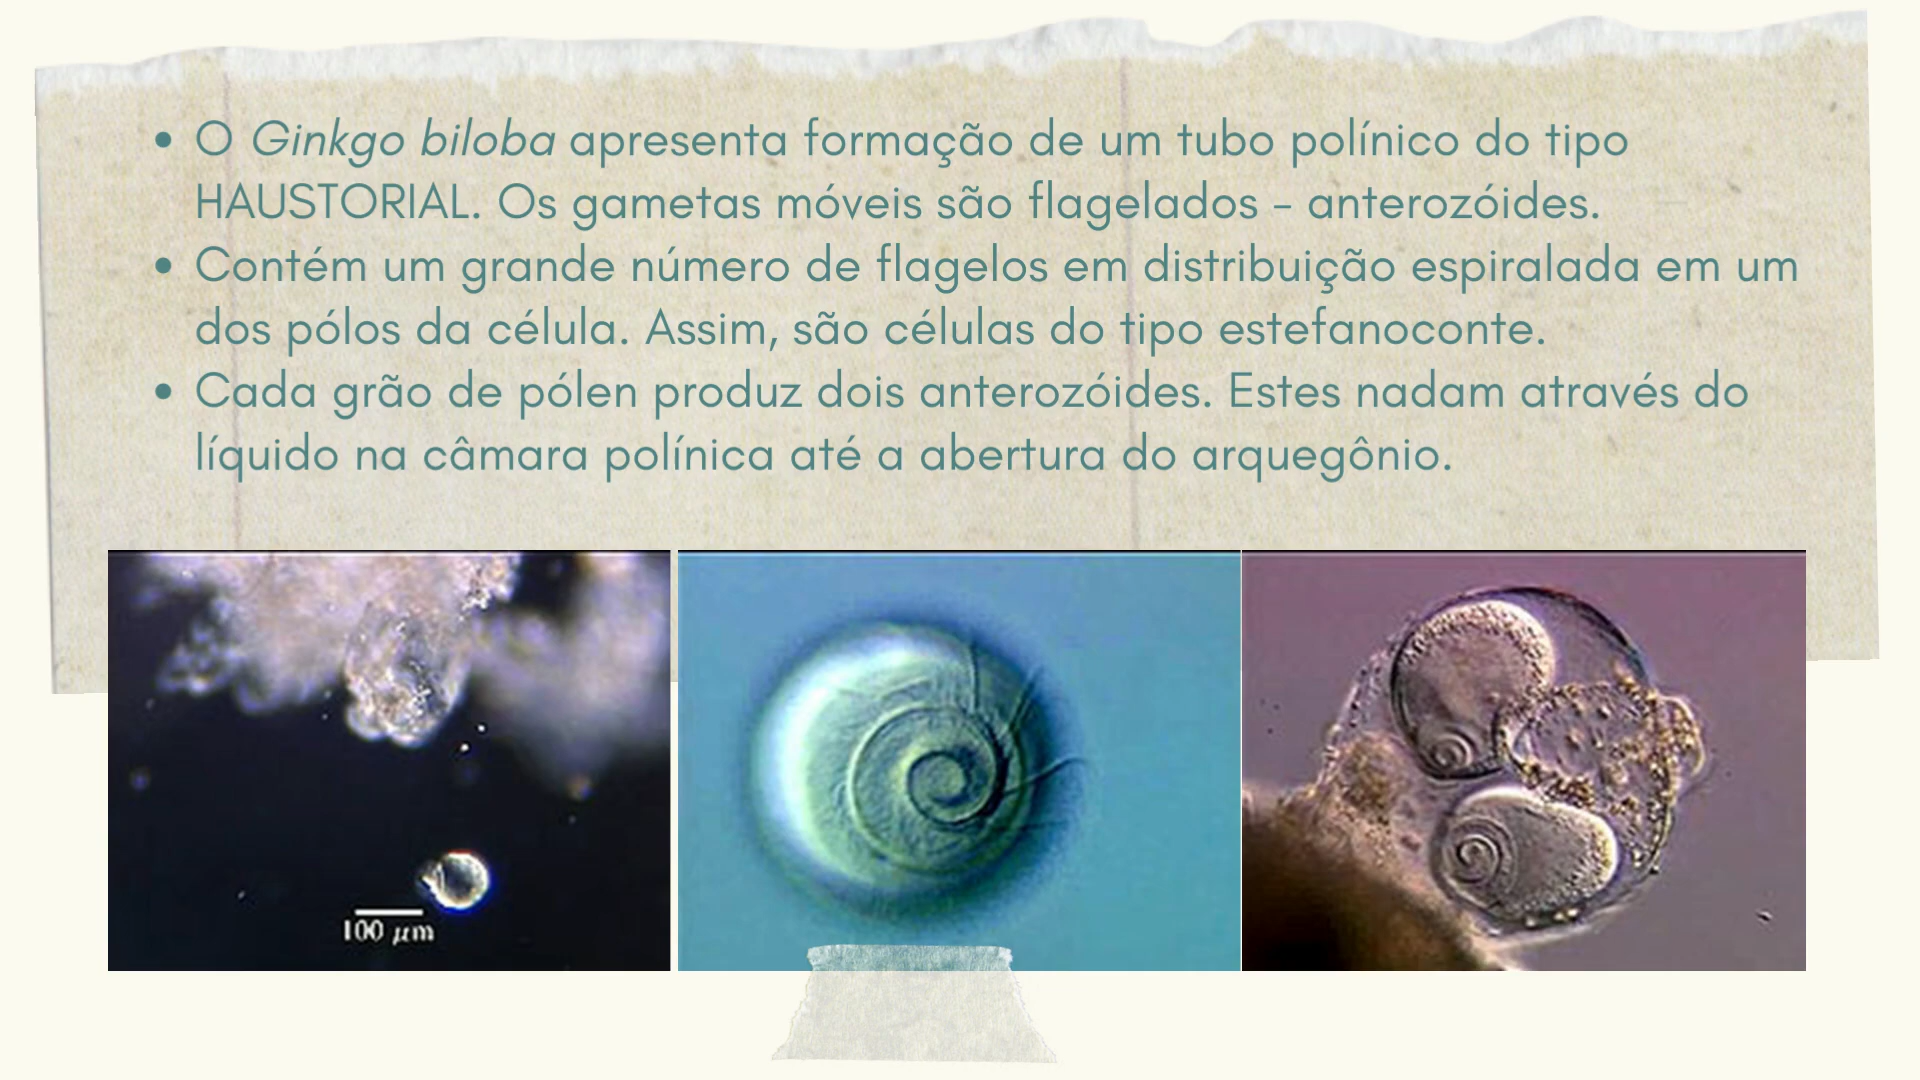 • O Ginkgo biloba apresenta formação de um tubo polínico do tipo
HAUSTORIAL. Os gametas móveis são flagelados - anterozóides.
• Contém um grande número de flagelos em distribuição espiralada em um
dos pólos da célula. Assim, são células do tipo estefanoconte.
• Cada grão de pólen produz dois anterozóides. Estes nadam através do
líquido na câmara polínica até a abertura do arquegônio.
100 μm